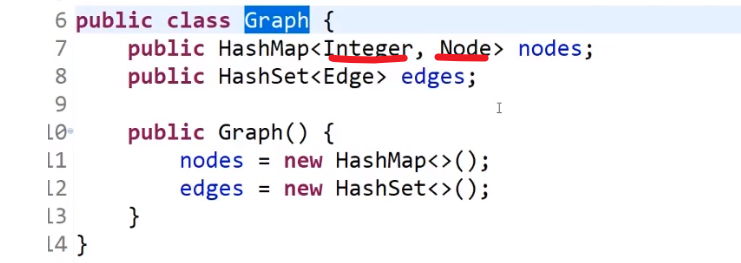 6 public class Graph {
7 public HashMap<Integer, Node> nodes;
8 public HashSet<Edge> edges;
9
10 public Graph() {
11 nodes = new HashMap<>();
12 edges = new HashSet<>();
13 }
14 }